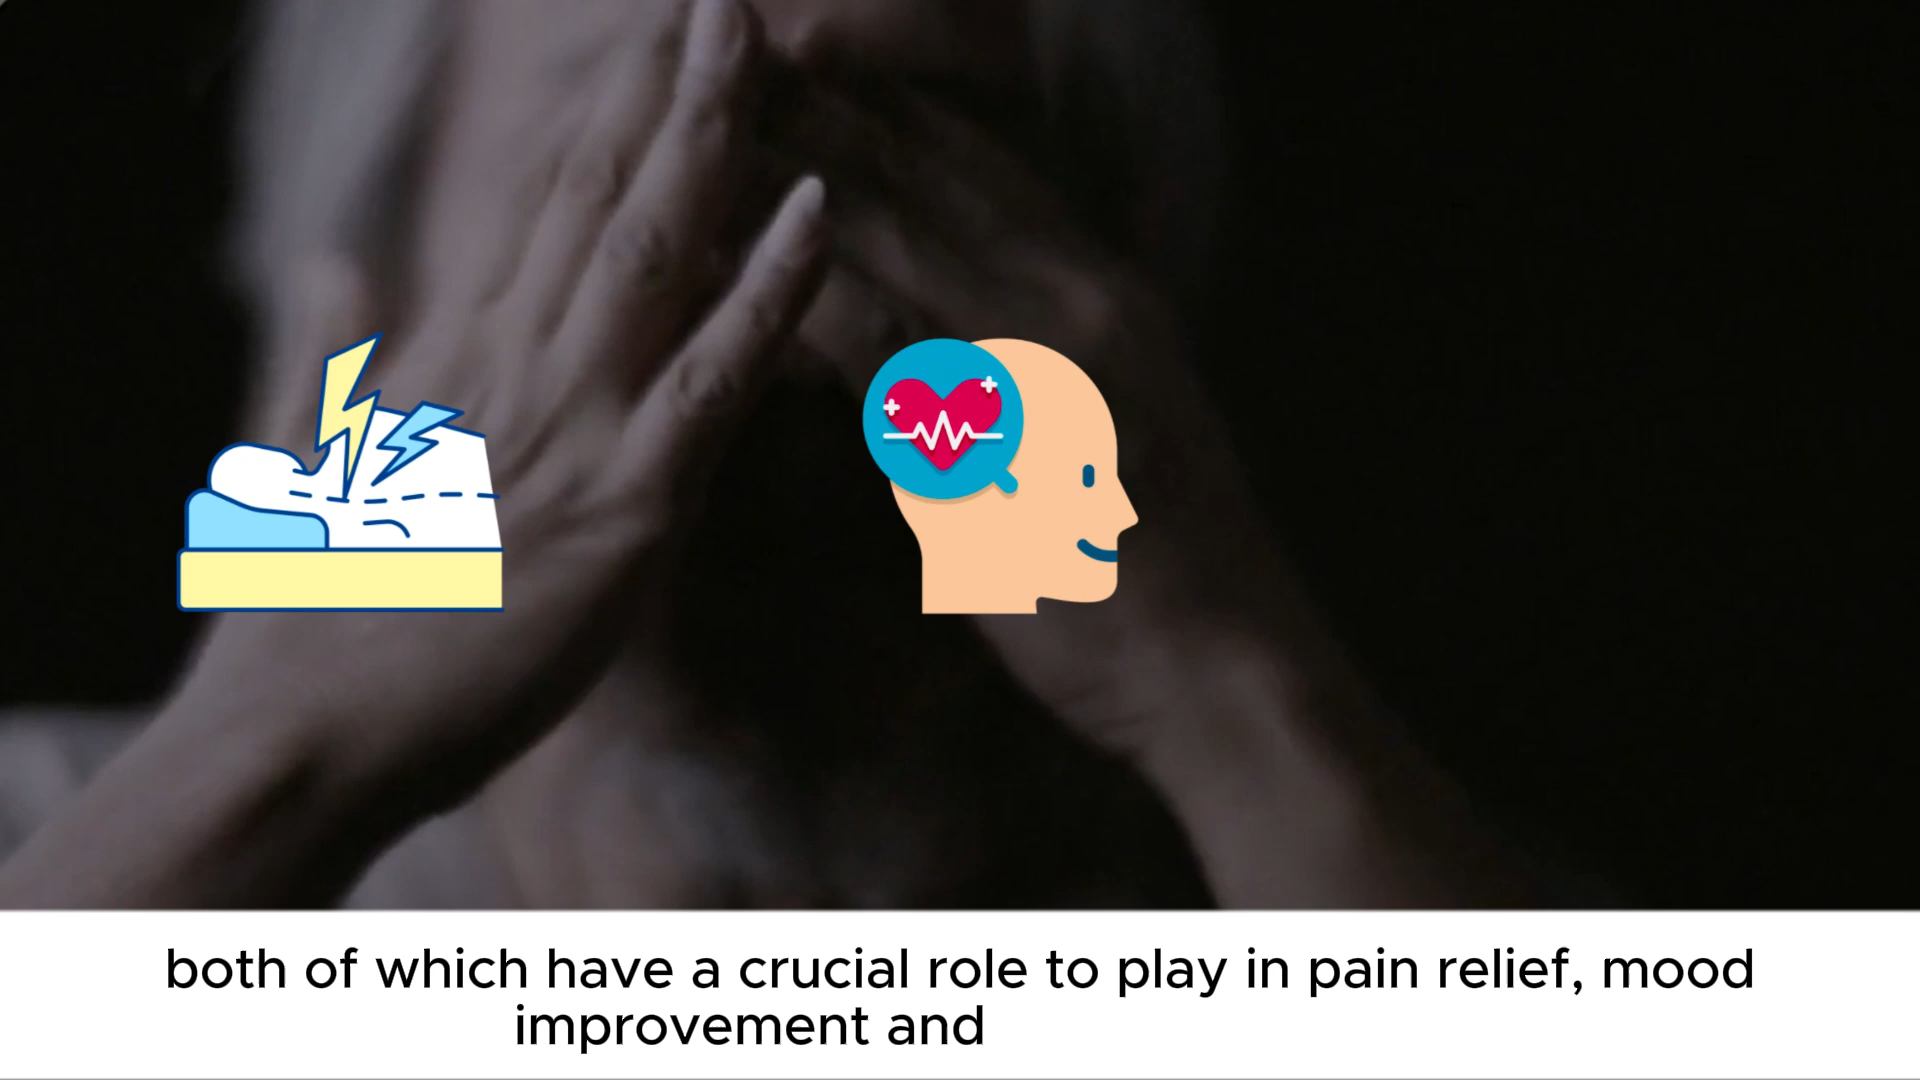 both of which have a crucial role to play in pain relief, mood
improvement and